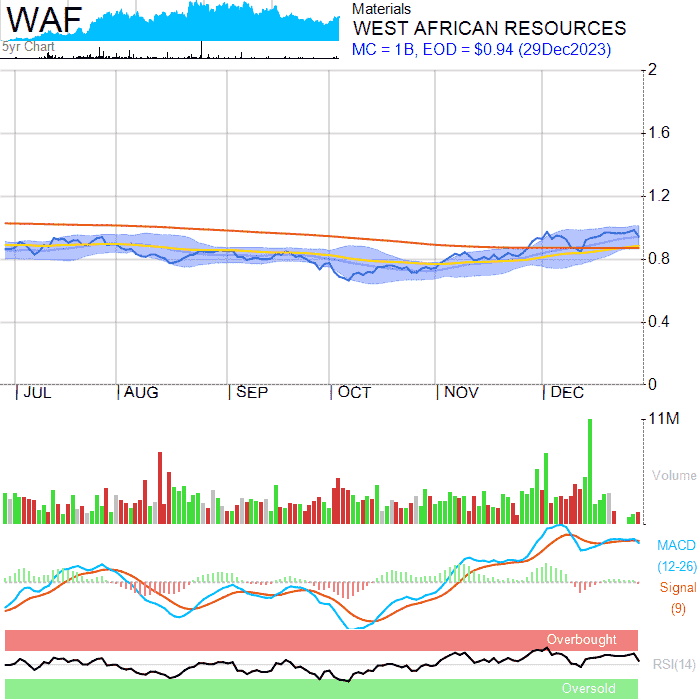 WAF
5yr Chart
Materials
WEST AFRICAN RESOURCES
MC = 1B, EOD = $0.94 (29Dec2023)
2
1.6
1.2
0.8
0.4
0
JUL AUG SEP OCT NOV DEC
11M
Volume
MACD
(12-26)
Signal
(9)
Overbought
RSI(14)
Oversold